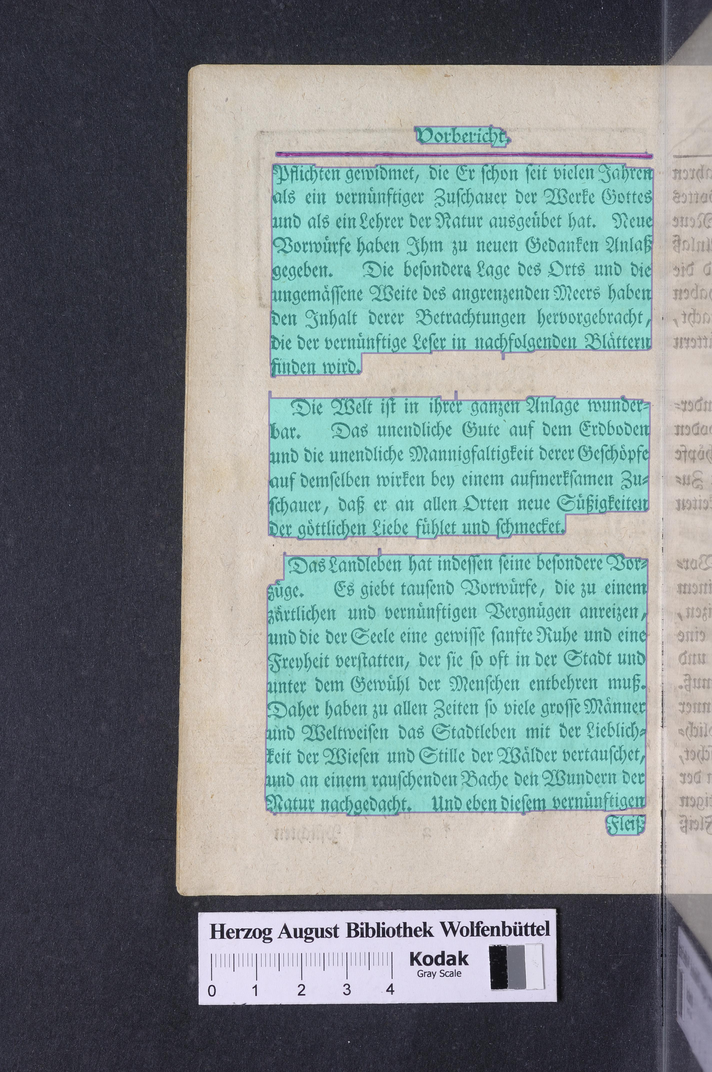 Vorbericht.
Pflichten gewidmet, die Er schon seit vielen Jahren
als ein vernünftiger Zuschauer der Werke Gottes
und als ein Lehrer der Natur ausgeübet hat. Neue
Vorwürfe haben Ihm zu neuen Gedanken Anlaß
gegeben. Die besondere Lage des Orts und die
ungemässene Weite des angrenzenden Meers haben
den Inhalt derer Betrachtungen hervorgebracht,
die der vernünftige Leser in nachfolgenden Blättern
finden wird.
Die Welt ist in ihrer ganzen Anlage wunder-
bar. Das unendliche Gute auf dem Erdboden
und die unendliche Mannigfaltigkeit derer Geschöpfe
auf demselben wirken bey einem aufmerksamen Zu-
schauer, daß er an allen Orten neue Süßigkeiten
der göttlichen Liebe fühlet und schmecket.
Das Landleben hat indessen seine besondere Vor-
züge. Es giebt tausend Vorwürfe, die zu einem
zärtlichen und vernünftigen Vergnügen anreizen,
und die der Seele eine gewisse sanfte Ruhe und eine
Freyheit verstatten, der sie so oft in der Stadt und
unter dem Gewühl der Menschen entbehren muß.
Daher haben zu allen Zeiten so viele grosse Männer
und Weltweisen das Stadtleben mit der Lieblich-
keit der Wiesen und Stille der Wälder vertauschet,
und an einem rauschenden Bache den Wundern der
Natur nachgedacht. Und eben diesem vernünftigen
Fleiß
Herzog August Bibliothek Wolfenbüttel
Kodak
Gray Scale
0 1 2 3 4